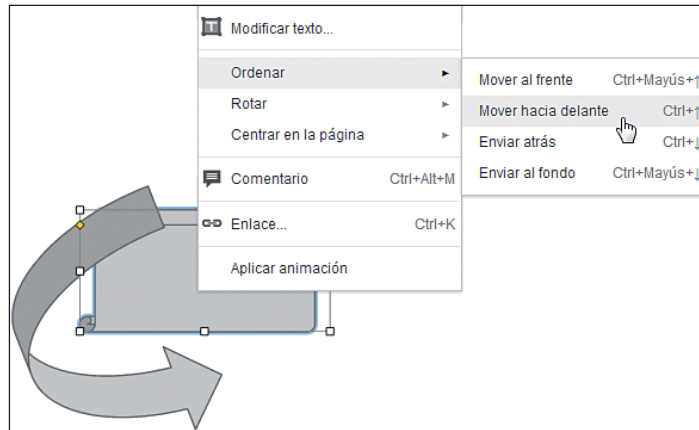 Modificar texto...
Ordenar
Rotar
Centrar en la página
Comentario Ctrl+Alt+M
Enlace... Ctrl+K
Aplicar animación
Mover al frente Ctrl+Mayús+↑
Mover hacia delante Ctrl+↑
Enviar atrás Ctrl+↓
Enviar al fondo Ctrl+Mayús+↓